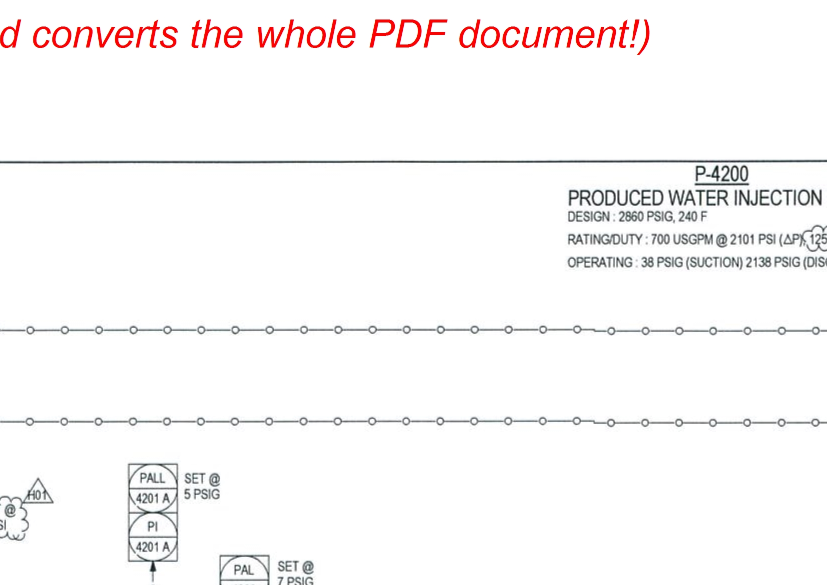 d converts the whole PDF document!)
P-4200
PRODUCED WATER INJECTION
DESIGN : 2860 PSIG, 240 F
RATING/DUTY : 700 USGPM @ 2101 PSI (ΔP), 125
OPERATING : 38 PSIG (SUCTION) 2138 PSIG (DISC
H01
@
SI
PALL
4201 A
SET @
5 PSIG
PI
4201 A
PAL
SET @
7 PSIG